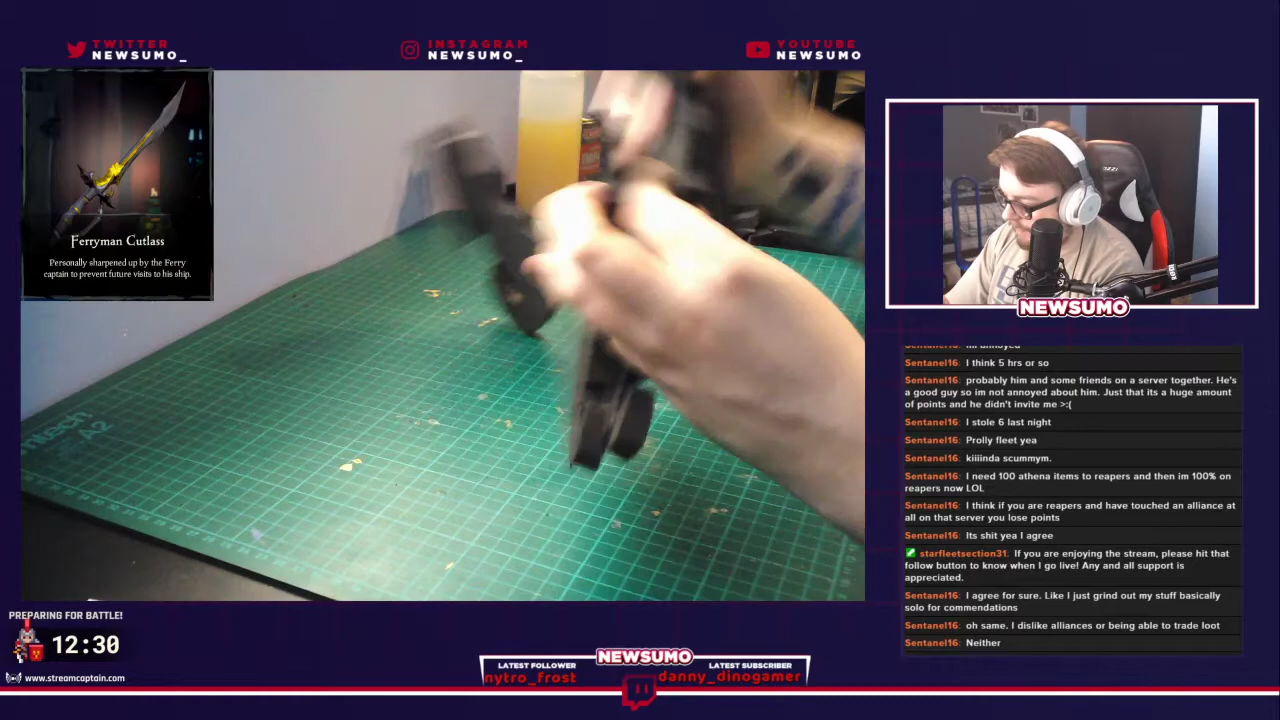 TWITTER
NEWSUMO_
INSTAGRAM
NEWSUMO_
YOUTUBE
NEWSUMO
Ferryman Cutlass
Personally sharpened up by the Ferry
captain to prevent future visits to his ship.
A2
NEWSUMO
Sentanel16: im annoyed
Sentanel16: I think 5 hrs or so
Sentanel16: probably him and some friends on a server together. He's
a good guy so im not annoyed about him. Just that its a huge amount
of points and he didn't invite me >:(
Sentanel16: I stole 6 last night
Sentanel16: Prolly fleet yea
Sentanel16: kiiiinda scummym.
Sentanel16: I need 100 athena items to reapers and then im 100% on
reapers now LOL
Sentanel16: I think if you are reapers and have touched an alliance at
all on that server you lose points
Sentanel16: Its shit yea I agree
starfleetsection31: If you are enjoying the stream, please hit that
follow button to know when I go live! Any and all support is
appreciated.
Sentanel16: I agree for sure. Like I just grind out my stuff basically
solo for commendations
Sentanel16: oh same. I dislike alliances or being able to trade loot
Sentanel16: Neither
PREPARING FOR BATTLE!
12:30
www.streamcaptain.com
NEWSUMO
LATEST FOLLOWER
nytro_frost
LATEST SUBSCRIBER
danny_dinogamer